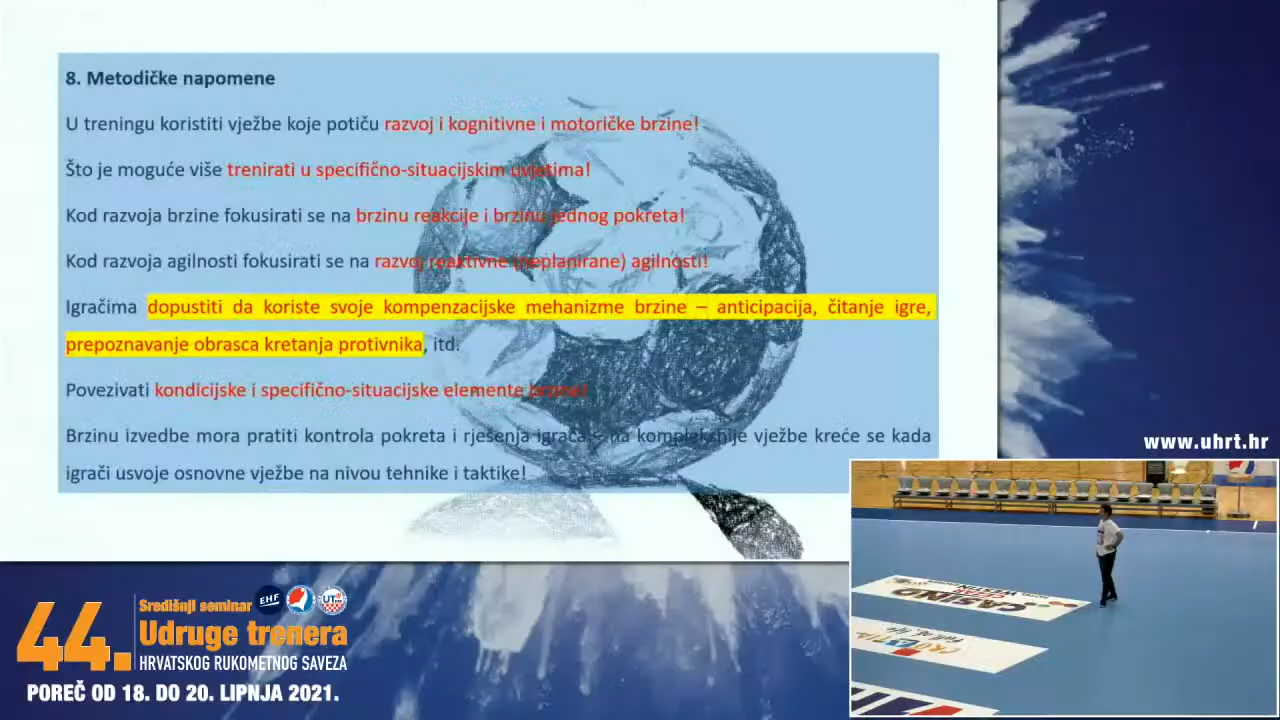 8. Metodičke napomene
U treningu koristiti vježbe koje potiču razvoj i kognitivne i motoričke brzine!
Što je moguće više trenirati u specifično-situacijskim uvjetima!
Kod razvoja brzine fokusirati se na brzinu reakcije i brzinu jednog pokreta!
Kod razvoja agilnosti fokusirati se na razvoj reaktivne (neplanirane) agilnosti!
Igračima dopustiti da koriste svoje kompenzacijske mehanizme brzine – anticipacija, čitanje igre,
prepoznavanje obrasca kretanja protivnika, itd.
Povezivati kondicijske i specifično-situacijske elemente brzine!
Brzinu izvedbe mora pratiti kontrola pokreta i rješenja igrača – na kompleksnije vježbe kreće se kada
igrači usvoje osnovne vježbe na nivou tehnike i taktike!
www.uhrt.hr
CASINO
44.
Središnji seminar
EHF
Udruge trenera
HRVATSKOG RUKOMETNOG SAVEZA
POREČ OD 18. DO 20. LIPNJA 2021.